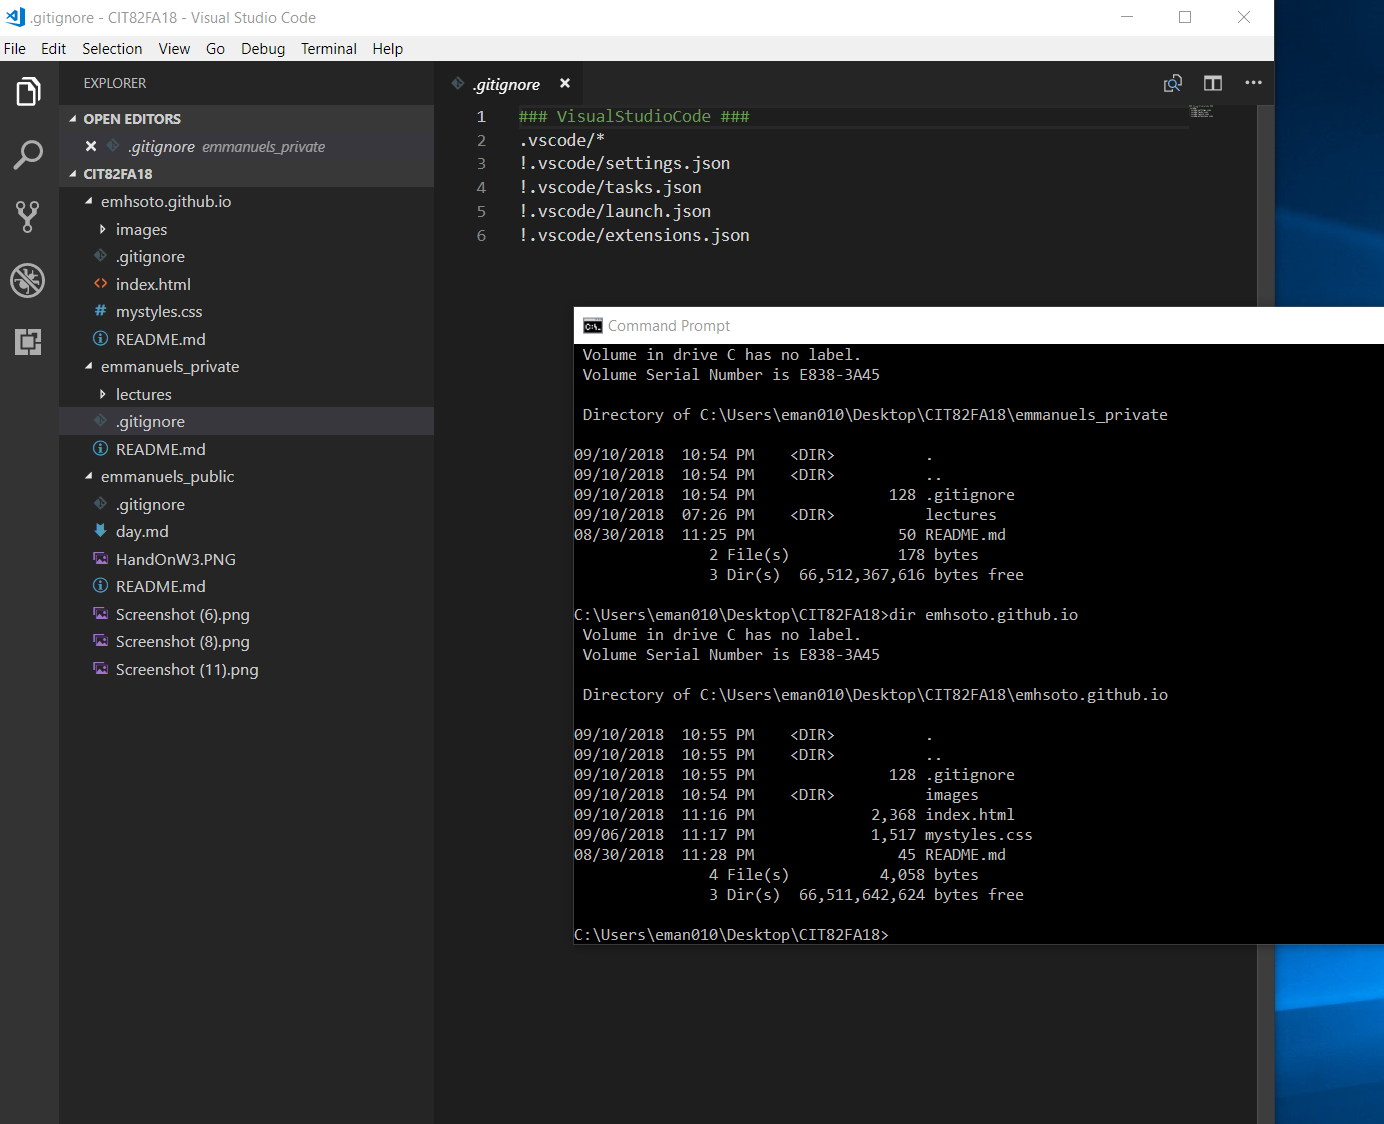 .gitignore - CIT82FA18 - Visual Studio Code
File Edit Selection View Go Debug Terminal Help
EXPLORER
OPEN EDITORS
.gitignore emmanuels_private
CIT82FA18
emhsoto.github.io
images
.gitignore
index.html
mystyles.css
README.md
emmanuels_private
lectures
.gitignore
README.md
emmanuels_public
.gitignore
day.md
HandOnW3.PNG
README.md
Screenshot (6).png
Screenshot (8).png
Screenshot (11).png
.gitignore
1 ### VisualStudioCode ###
2 .vscode/*
3 !.vscode/settings.json
4 !.vscode/tasks.json
5 !.vscode/launch.json
6 !.vscode/extensions.json
Command Prompt
Volume in drive C has no label.
Volume Serial Number is E838-3A45
Directory of C:\Users\eman010\Desktop\CIT82FA18\emmanuels_private
09/10/2018 10:54 PM <DIR> .
09/10/2018 10:54 PM <DIR> ..
09/10/2018 10:54 PM 128 .gitignore
09/10/2018 07:26 PM <DIR> lectures
08/30/2018 11:25 PM 50 README.md
2 File(s) 178 bytes
3 Dir(s) 66,512,367,616 bytes free
C:\Users\eman010\Desktop\CIT82FA18>dir emhsoto.github.io
Volume in drive C has no label.
Volume Serial Number is E838-3A45
Directory of C:\Users\eman010\Desktop\CIT82FA18\emhsoto.github.io
09/10/2018 10:55 PM <DIR> .
09/10/2018 10:55 PM <DIR> ..
09/10/2018 10:55 PM 128 .gitignore
09/10/2018 10:54 PM <DIR> images
09/10/2018 11:16 PM 2,368 index.html
09/06/2018 11:17 PM 1,517 mystyles.css
08/30/2018 11:28 PM 45 README.md
4 File(s) 4,058 bytes
3 Dir(s) 66,511,642,624 bytes free
C:\Users\eman010\Desktop\CIT82FA18>